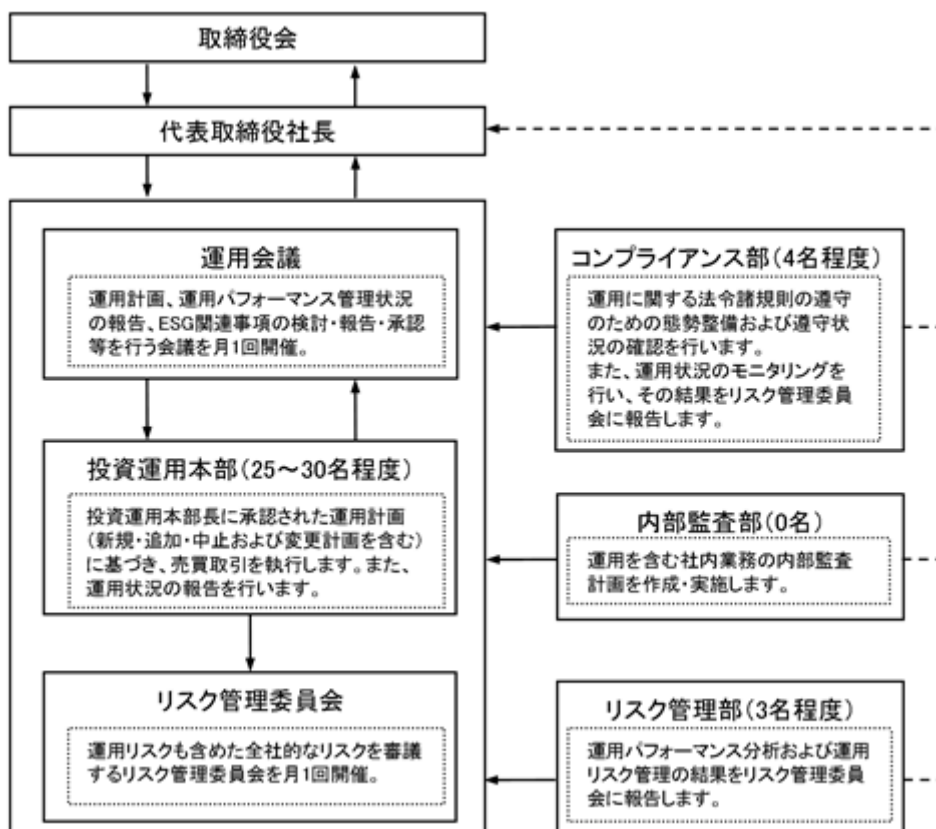 取締役会
代表取締役社長
運用会議
運用計画、運用パフォーマンス管理状況
の報告、ESG関連事項の検討・報告・承認
等を行う会議を月1回開催。
コンプライアンス部(4名程度)
運用に関する法令諸規則の遵守
のための態勢整備および遵守状
況の確認を行います。
また、運用状況のモニタリングを
行い、その結果をリスク管理委員
会に報告します。
投資運用本部(25~30名程度)
投資運用本部長に承認された運用計画
(新規・追加・中止および変更計画を含む)
に基づき、売買取引を執行します。また、
運用状況の報告を行います。
内部監査部(0名)
運用を含む社内業務の内部監査
計画を作成・実施します。
リスク管理委員会
運用リスクも含めた全社的なリスクを審議
するリスク管理委員会を月1回開催。
リスク管理部(3名程度)
運用パフォーマンス分析および運用
リスク管理の結果をリスク管理委員
会に報告します。